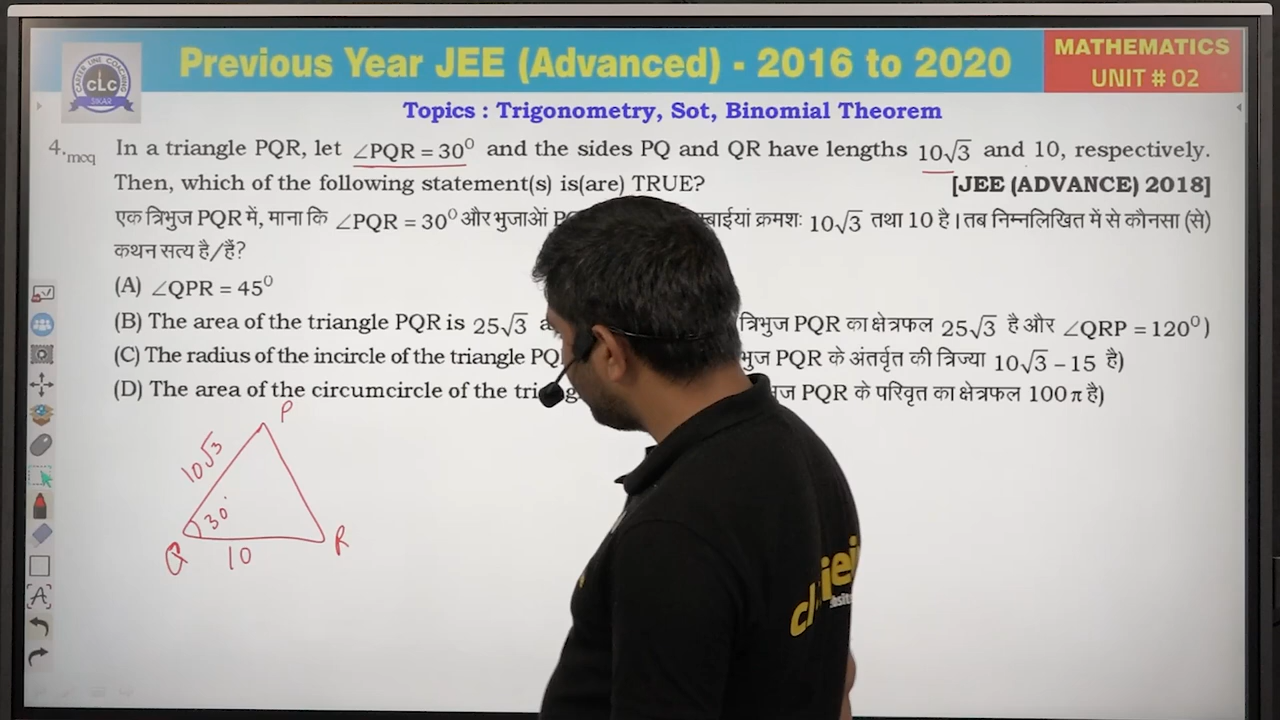 Previous Year JEE (Advanced) - 2016 to 2020
MATHEMATICS
UNIT # 02
CAREER LINE COACHING
CLC
SIKAR
Topics : Trigonometry, Sot, Binomial Theorem
4. mcq In a triangle PQR, let ∠PQR = 30⁰ and the sides PQ and QR have lengths 10√3 and 10, respectively.
Then, which of the following statement(s) is(are) TRUE? [JEE (ADVANCE) 2018]
एक त्रिभुज PQR में, माना कि ∠PQR = 30⁰ और भुजाओं क्रमशः 10√3 तथा 10 है। तब निम्नलिखित में से कौनसा (से)
कथन सत्य है/हैं?
(A) ∠QPR = 45⁰
(B) The area of the triangle PQR is 25√3 त्रिभुज PQR का क्षेत्रफल 25√3 है और ∠QRP = 120⁰)
(C) The radius of the incircle of the triangle PQR के अंतर्वृत की त्रिज्या 10√3 – 15 है)
(D) The area of the circumcircle of the PQR के परिवृत का क्षेत्रफल 100π है)
P
10√3
30°
Q 10 R